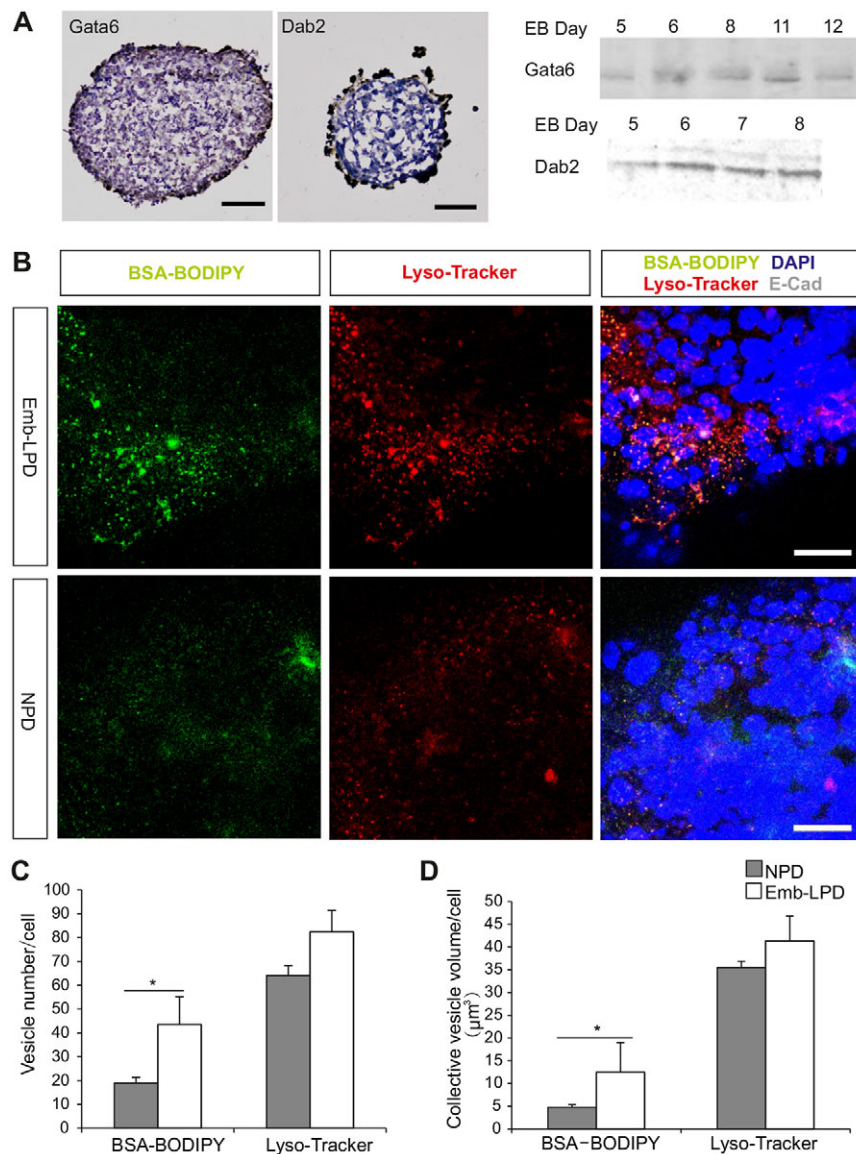 A
Gata6
Dab2
EB Day 5 6 8 11 12
Gata6
EB Day 5 6 7 8
Dab2
B
BSA-BODIPY
Lyso-Tracker
BSA-BODIPY DAPI
Lyso-Tracker E-Cad
Emb-LPD
NPD
C
Vesicle number/cell
100
90
80
70
60
50
40
30
20
10
0
*
BSA-BODIPY Lyso-Tracker
D
NPD
Emb-LPD
Collective vesicle volume/cell
(µm³)
50
45
40
35
30
25
20
15
10
5
0
*
BSA−BODIPY Lyso-Tracker